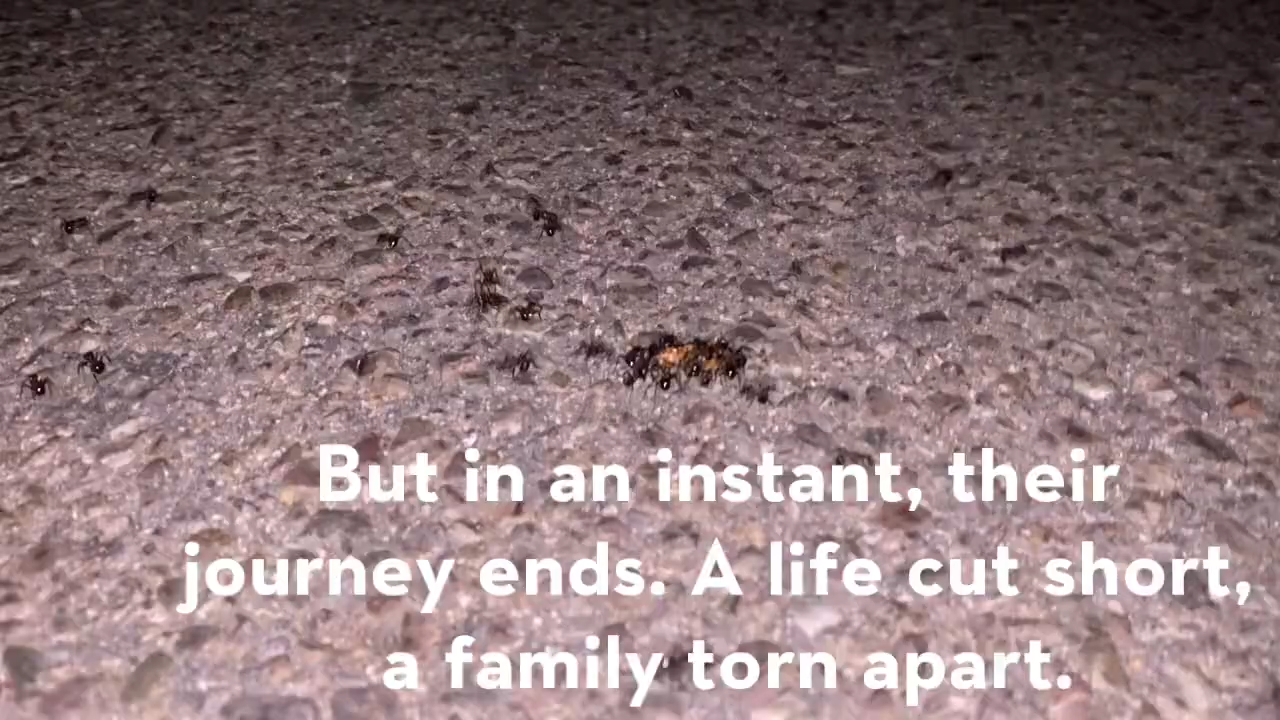 But in an instant, their
journey ends. A life cut short,
a family torn apart.